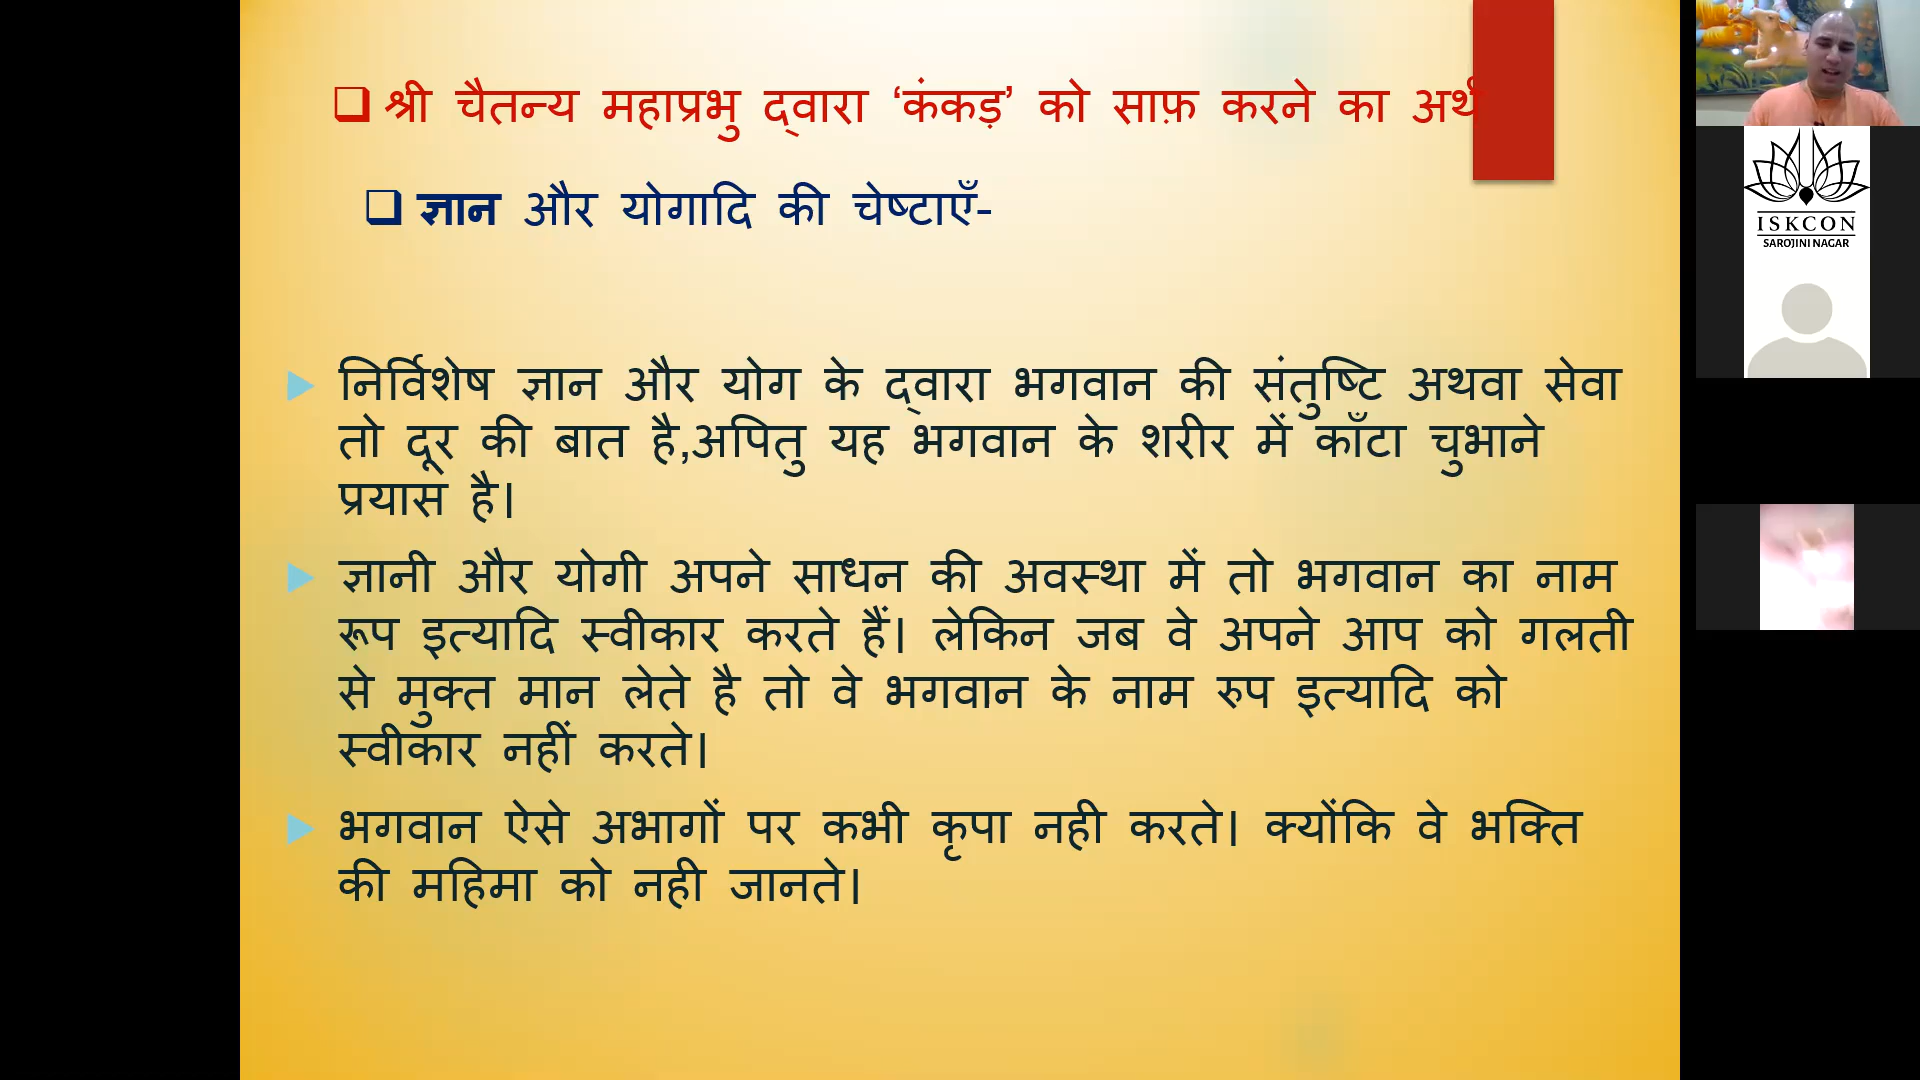 श्री चैतन्य महाप्रभु द्वारा ‘कंकड़’ को साफ़ करने का अर्थ
ज्ञान और योगादि की चेष्टाएँ-
निर्विशेष ज्ञान और योग के द्वारा भगवान की संतुष्टि अथवा सेवा
तो दूर की बात है,अपितु यह भगवान के शरीर में काँटा चुभाने
प्रयास है।
ज्ञानी और योगी अपने साधन की अवस्था में तो भगवान का नाम
रूप इत्यादि स्वीकार करते हैं। लेकिन जब वे अपने आप को गलती
से मुक्त मान लेते है तो वे भगवान के नाम रुप इत्यादि को
स्वीकार नहीं करते।
भगवान ऐसे अभागों पर कभी कृपा नही करते। क्योंकि वे भक्ति
की महिमा को नही जानते।
ISKCON
SAROJINI NAGAR